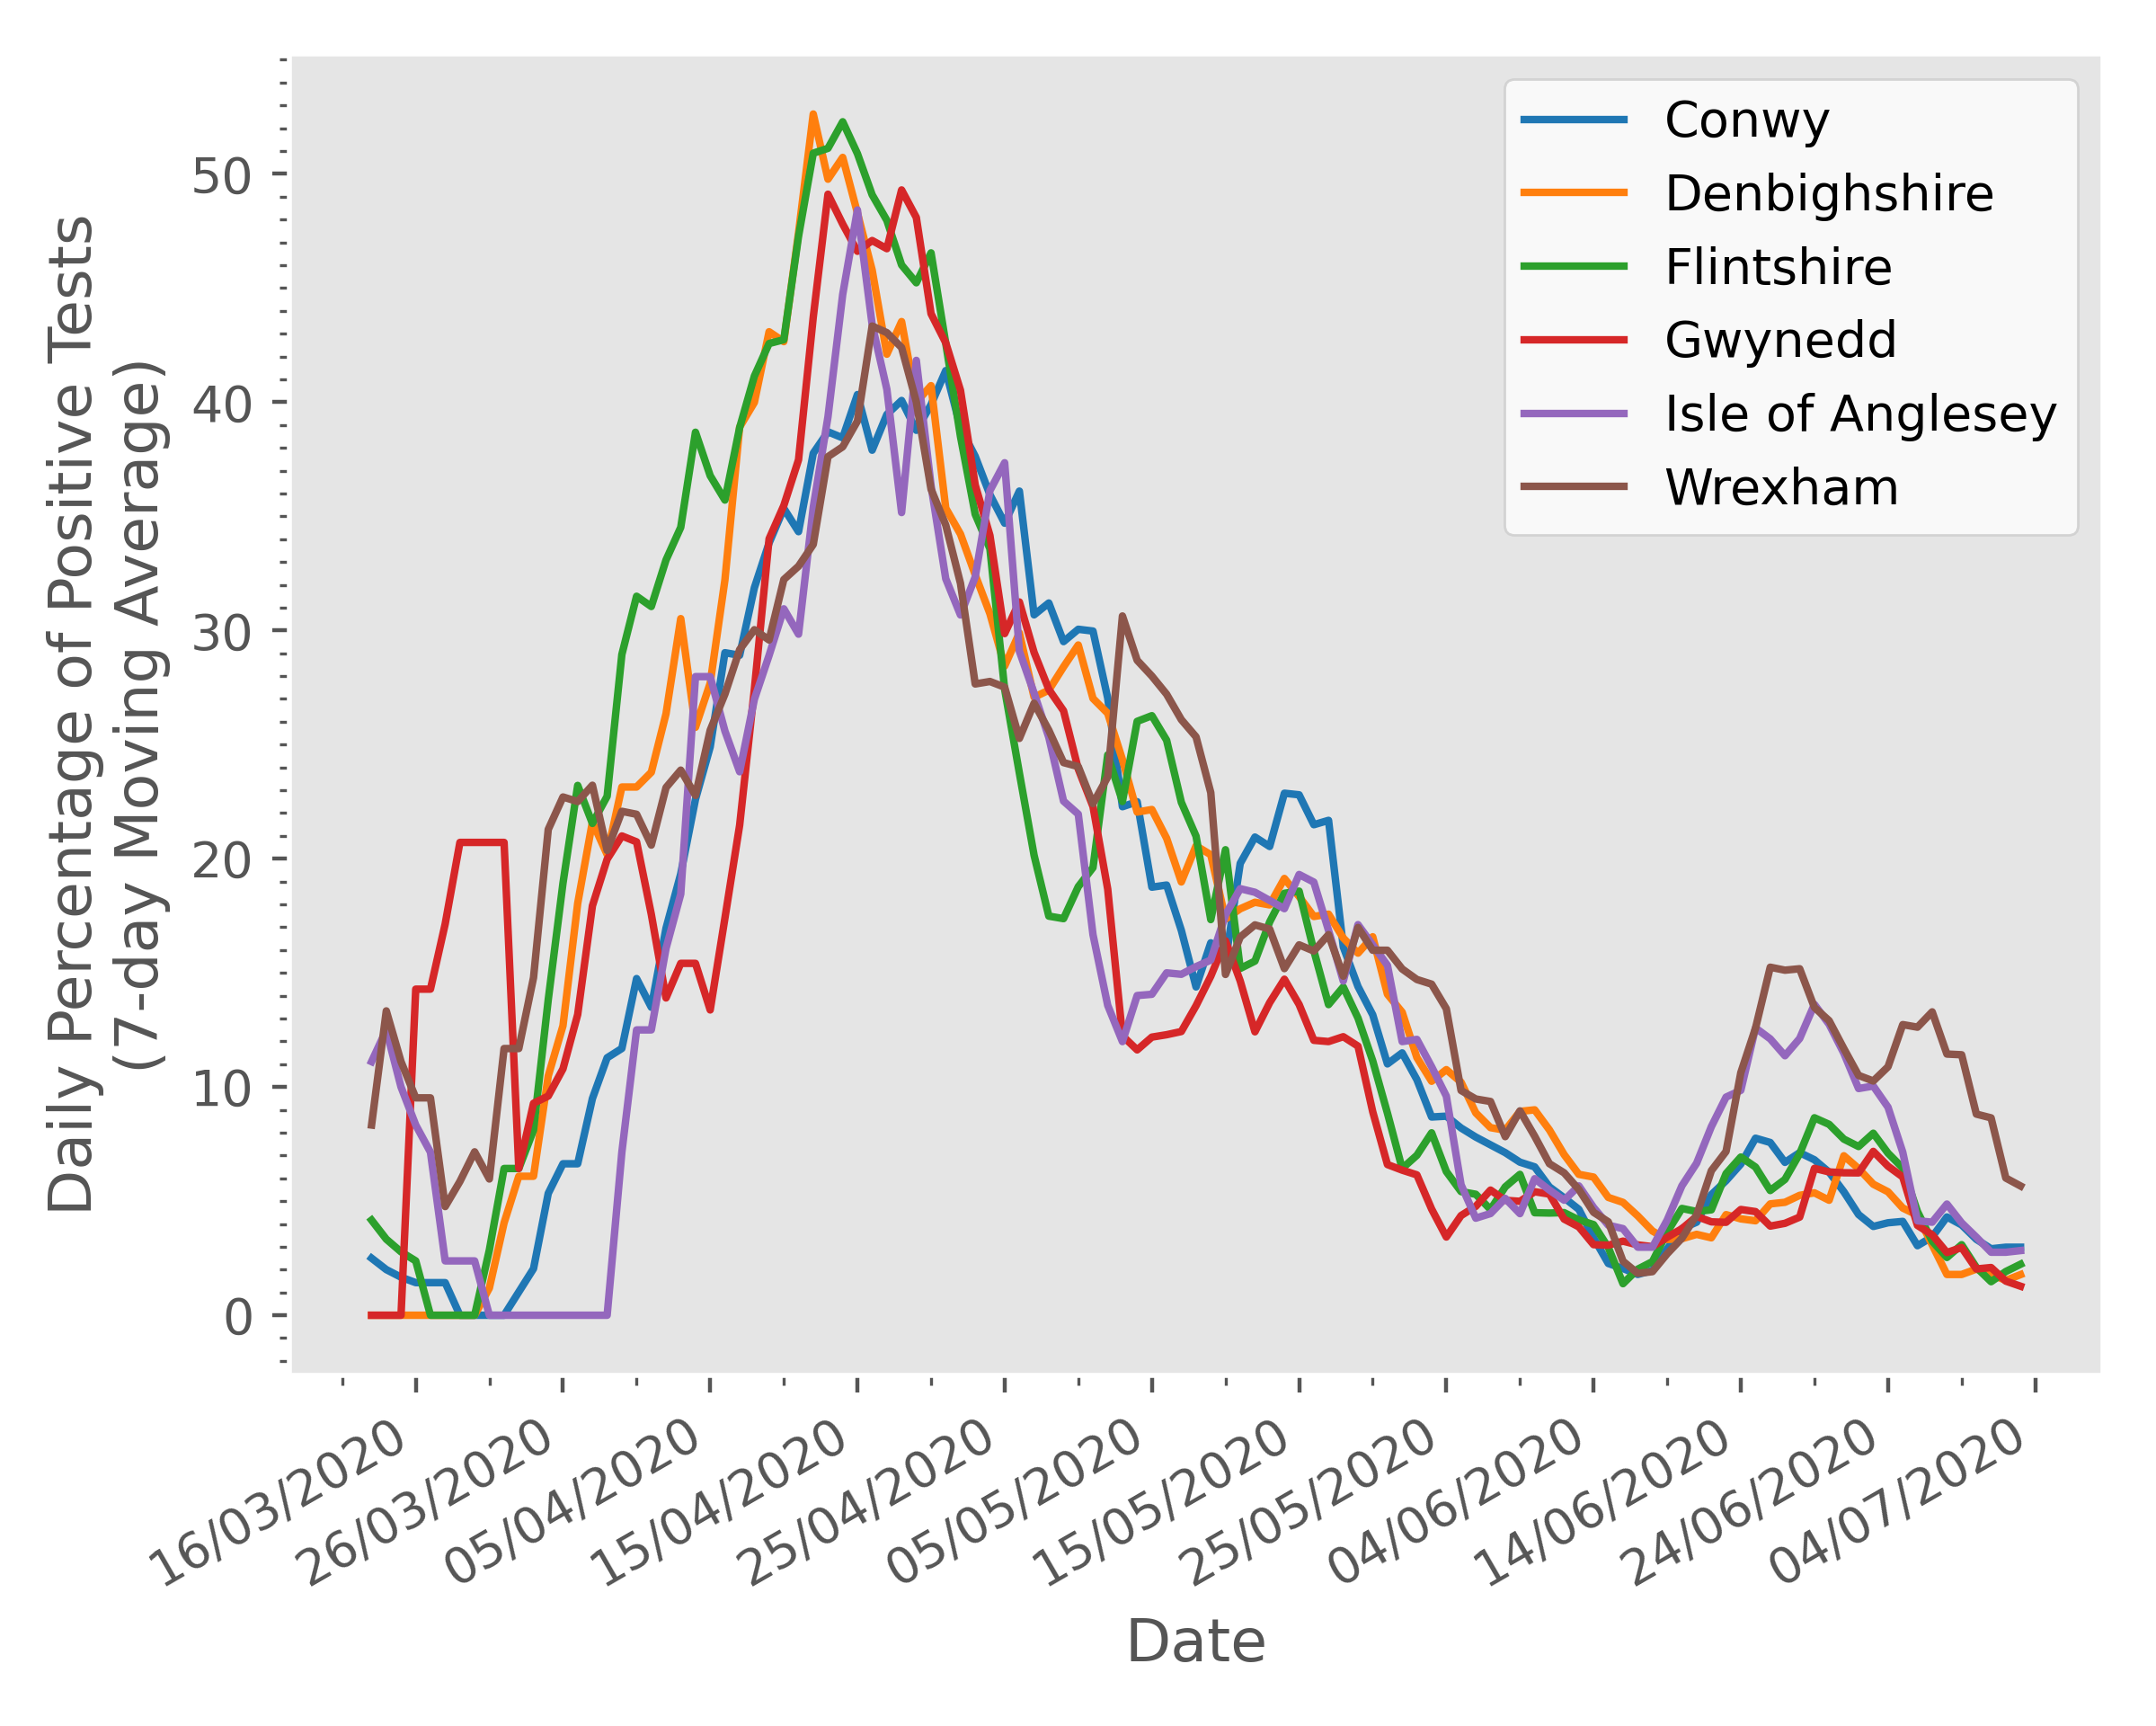 Daily Percentage of Positive Tests
(7-day Moving Average)
50
40
30
20
10
0
Conwy
Denbighshire
Flintshire
Gwynedd
Isle of Anglesey
Wrexham
16/03/2020
26/03/2020
05/04/2020
15/04/2020
25/04/2020
05/05/2020
15/05/2020
25/05/2020
04/06/2020
14/06/2020
24/06/2020
04/07/2020
Date